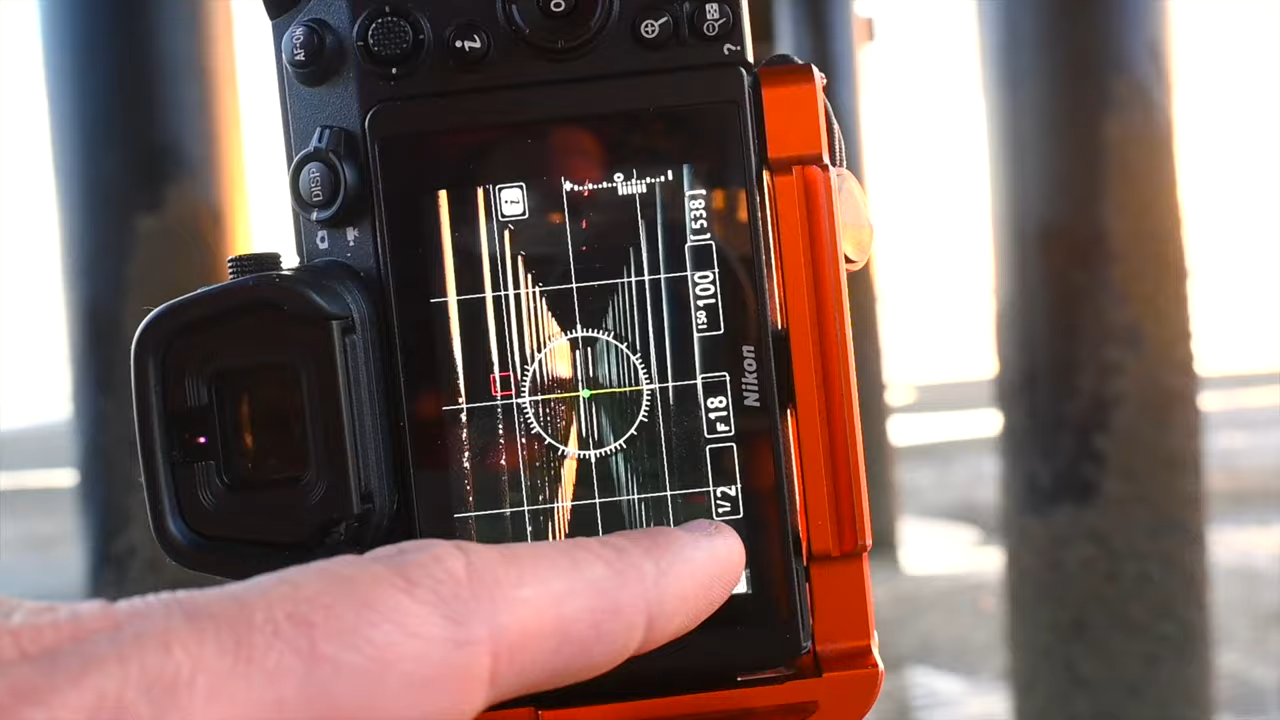 AF-ON
i
?
DISP
i
[538]
ISO 100
F18
1/2
Nikon